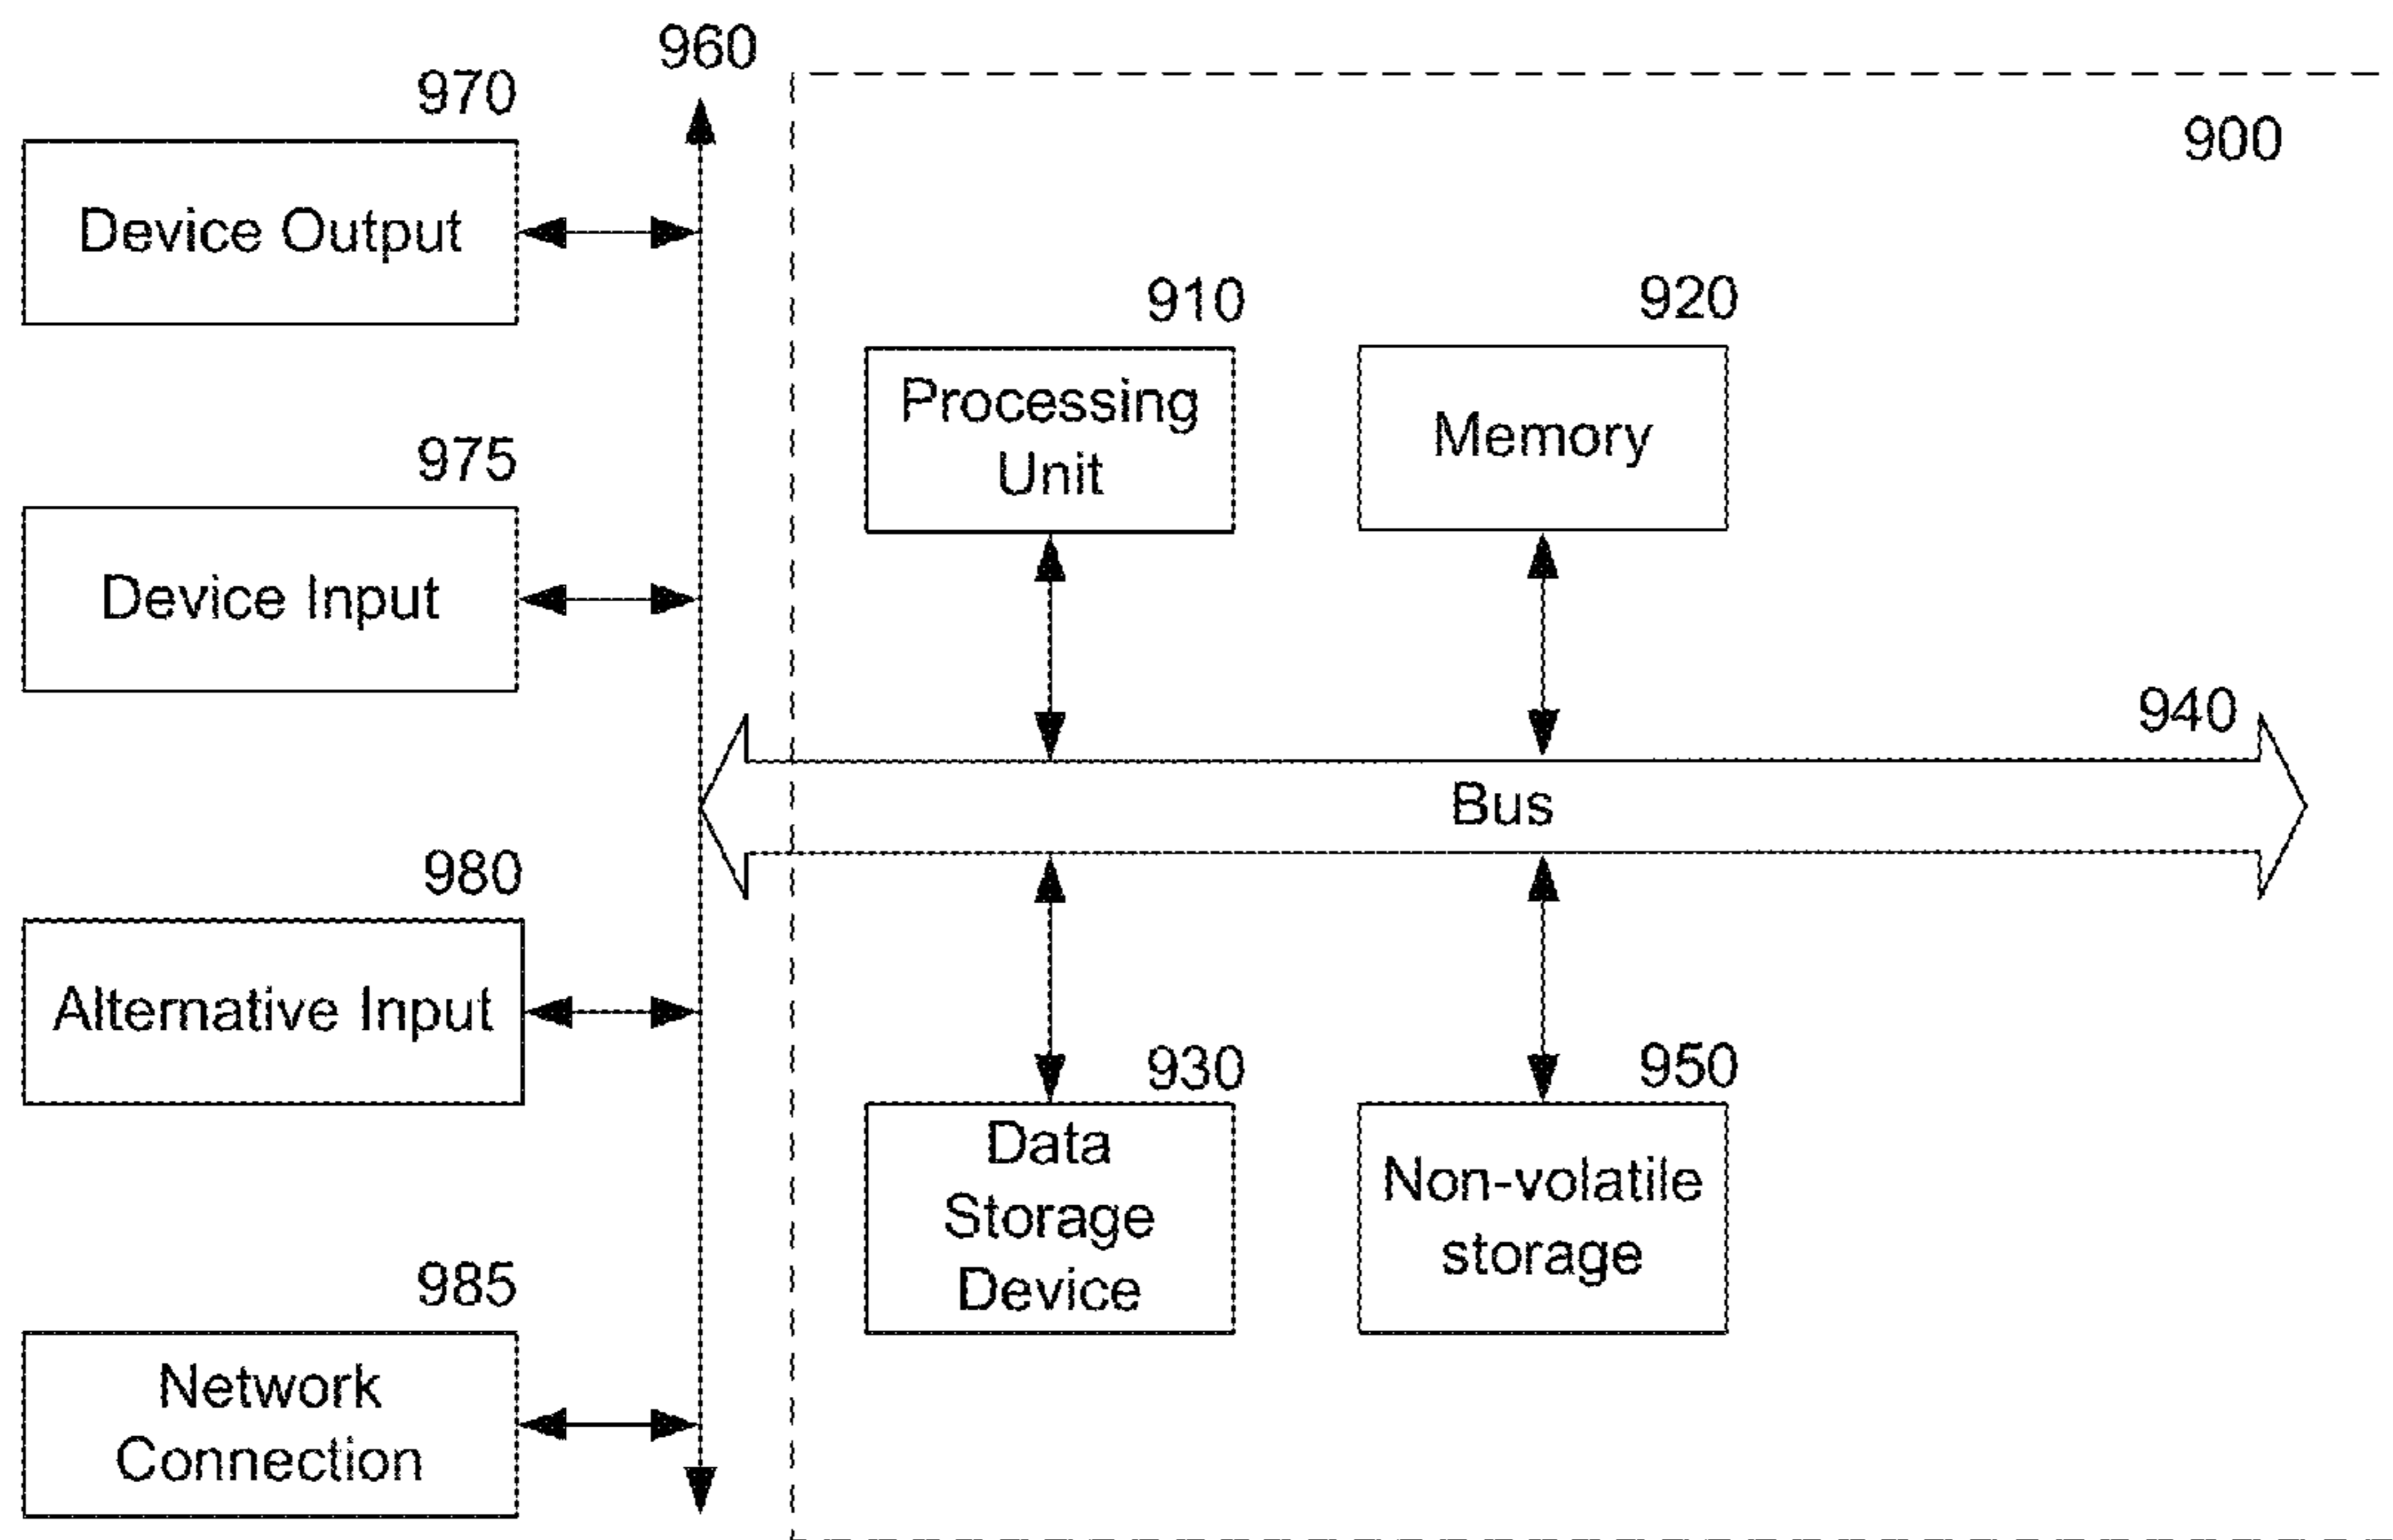 960
970
900
Device Output
910
920
Processing
Unit
Memory
975
Device Input
940
Bus
980
Alternative Input
930
950
Data
Storage
Device
Non-volatile
storage
985
Network
Connection